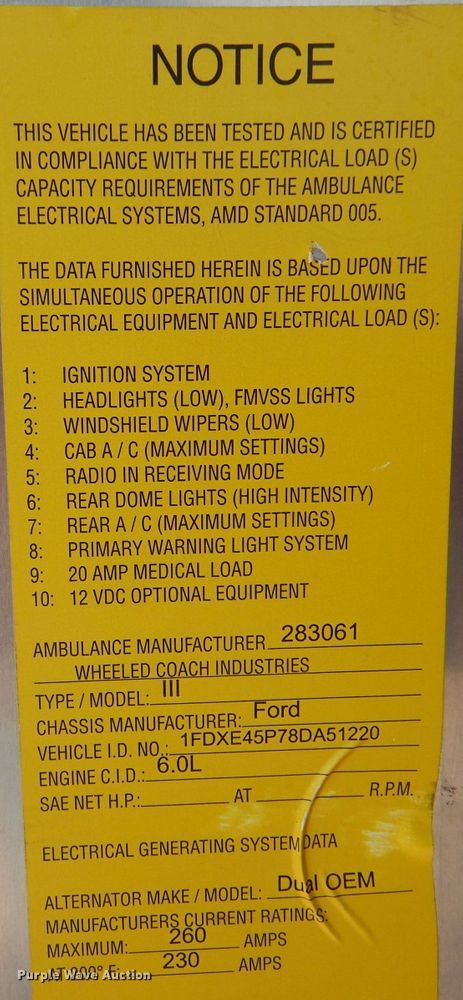 NOTICE
THIS VEHICLE HAS BEEN TESTED AND IS CERTIFIED
IN COMPLIANCE WITH THE ELECTRICAL LOAD (S)
CAPACITY REQUIREMENTS OF THE AMBULANCE
ELECTRICAL SYSTEMS, AMD STANDARD 005.
THE DATA FURNISHED HEREIN IS BASED UPON THE
SIMULTANEOUS OPERATION OF THE FOLLOWING
ELECTRICAL EQUIPMENT AND ELECTRICAL LOAD (S):
1: IGNITION SYSTEM
2: HEADLIGHTS (LOW), FMVSS LIGHTS
3: WINDSHIELD WIPERS (LOW)
4: CAB A / C (MAXIMUM SETTINGS)
5: RADIO IN RECEIVING MODE
6: REAR DOME LIGHTS (HIGH INTENSITY)
7: REAR A / C (MAXIMUM SETTINGS)
8: PRIMARY WARNING LIGHT SYSTEM
9: 20 AMP MEDICAL LOAD
10: 12 VDC OPTIONAL EQUIPMENT
AMBULANCE MANUFACTURER 283061
WHEELED COACH INDUSTRIES
TYPE / MODEL: III
CHASSIS MANUFACTURER: Ford
VEHICLE I.D. NO.: 1FDXE45P78DA51220
ENGINE C.I.D.: 6.0L
SAE NET H.P.: AT R.P.M.
ELECTRICAL GENERATING SYSTEM DATA
ALTERNATOR MAKE / MODEL: Dual OEM
MANUFACTURERS CURRENT RATINGS:
MAXIMUM: 260 AMPS
AT 200° F: 230 AMPS
Purple Wave Auction